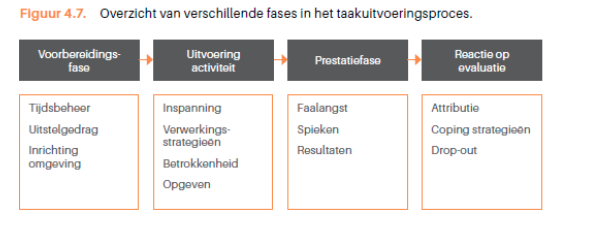 Figuur 4.7. Overzicht van verschillende fases in het taakuitvoeringsproces.
Voorbereidings-
fase
Uitvoering
activiteit
Prestatiefase
Reactie op
evaluatie
Tijdsbeheer
Uitstelgedrag
Inrichting
omgeving
Inspanning
Verwerkings-
strategieën
Betrokkenheid
Opgeven
Faalangst
Spieken
Resultaten
Attributie
Coping strategieën
Drop-out